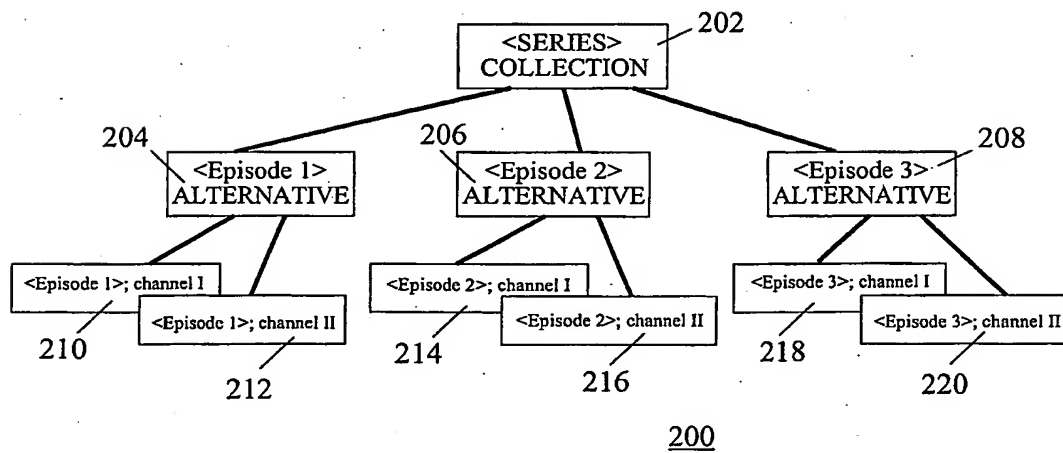 202
<SERIES>
COLLECTION
204
206
208
<Episode 1>
ALTERNATIVE
<Episode 2>
ALTERNATIVE
<Episode 3>
ALTERNATIVE
<Episode 1>; channel I
<Episode 1>; channel II
<Episode 2>; channel I
<Episode 2>; channel II
<Episode 3>; channel I
<Episode 3>; channel II
210
212
214
216
218
220
200